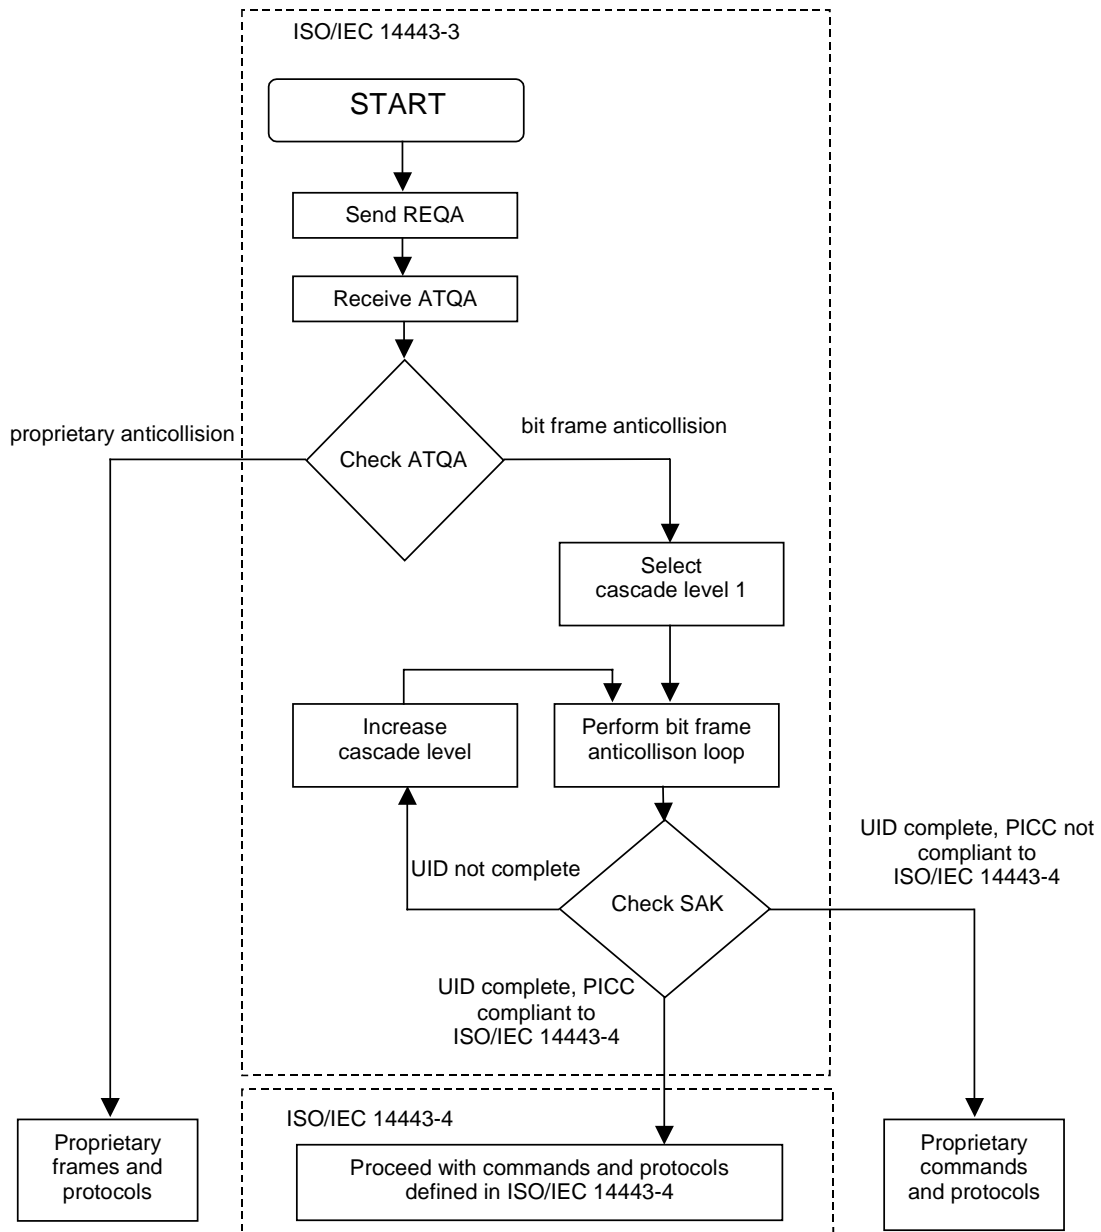 ISO/IEC 14443-3
START
Send REQA
Receive ATQA
proprietary anticollision
bit frame anticollision
Check ATQA
Select
cascade level 1
Increase
cascade level
Perform bit frame
anticollison loop
UID not complete
Check SAK
UID complete, PICC not
compliant to
ISO/IEC 14443-4
UID complete, PICC
compliant to
ISO/IEC 14443-4
ISO/IEC 14443-4
Proprietary
frames and
protocols
Proceed with commands and protocols
defined in ISO/IEC 14443-4
Proprietary
commands
and protocols